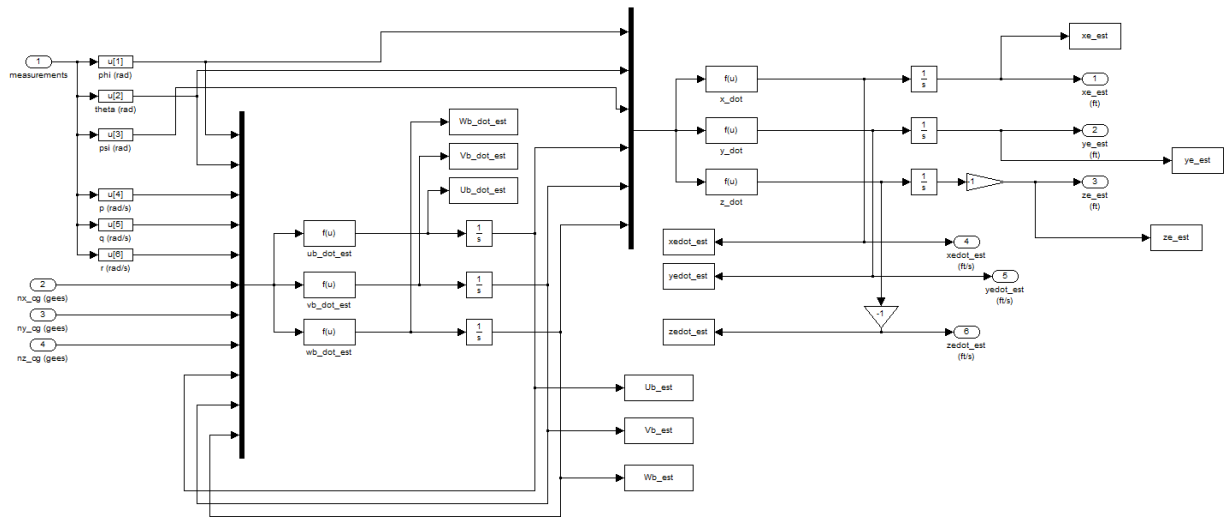 1
measurements
u[1]
phi (rad)
u[2]
theta (rad)
u[3]
psi (rad)
u[4]
p (rad/s)
u[5]
q (rad/s)
u[6]
r (rad/s)
2
nx_cg (gees)
3
ny_cg (gees)
4
nz_cg (gees)
Wb_dot_est
Vb_dot_est
Ub_dot_est
f(u)
ub_dot_est
1
s
f(u)
vb_dot_est
1
s
f(u)
wb_dot_est
1
s
Ub_est
Vb_est
Wb_est
f(u)
x_dot
1
s
xe_est
1
xe_est
(ft)
f(u)
y_dot
1
s
2
ye_est
(ft)
ye_est
f(u)
z_dot
1
s
-1
3
ze_est
(ft)
ze_est
xedot_est
4
xedot_est
(ft/s)
yedot_est
5
yedot_est
(ft/s)
-1
zedot_est
6
zedot_est
(ft/s)